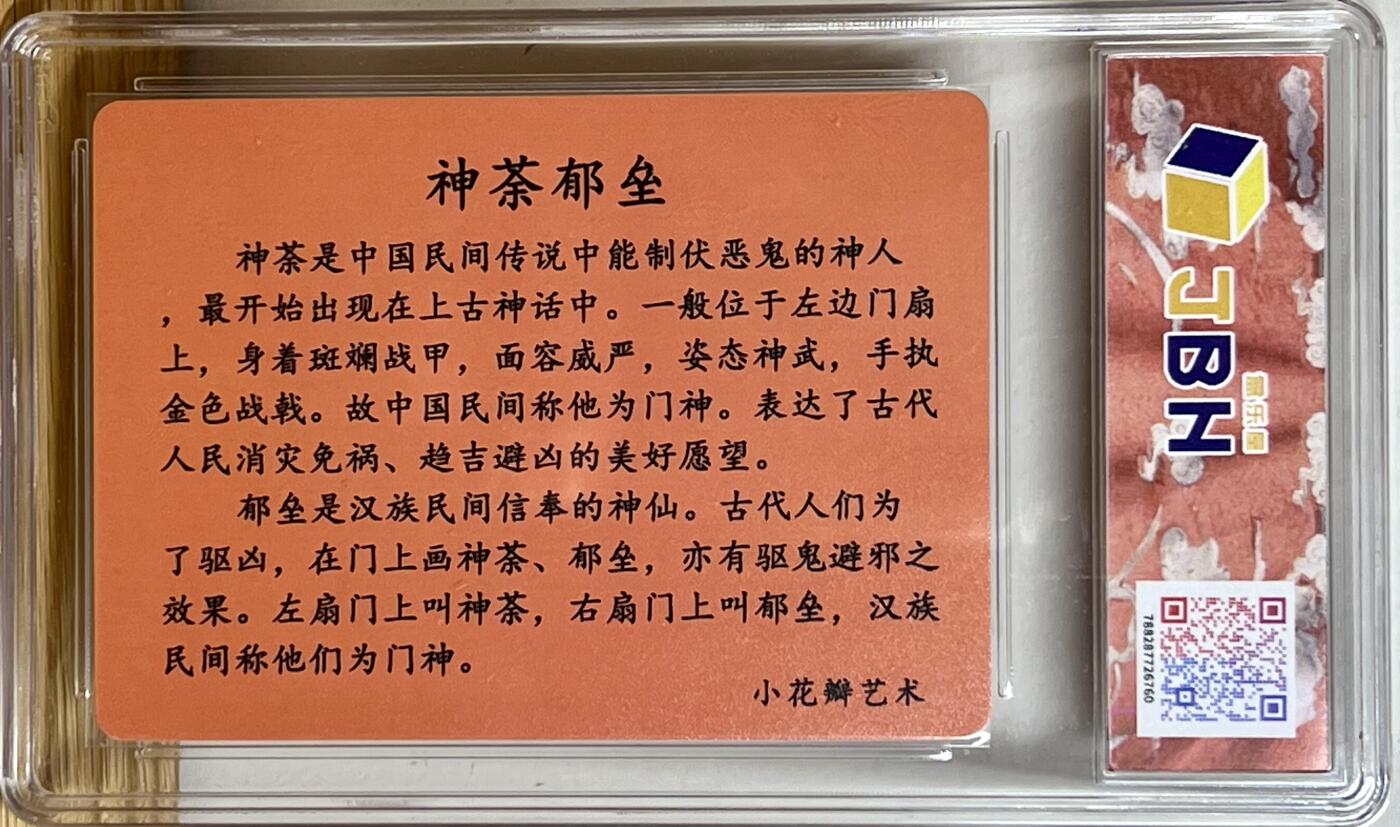 神荼郁垒
神荼是中国民间传说中能制伏恶鬼的神人
，最开始出现在上古神话中。一般位于左边门扇
上，身着斑斓战甲，面容威严，姿态神武，手执
金色战戟。故中国民间称他为门神。表达了古代
人民消灾免祸、趋吉避凶的美好愿望。
郁垒是汉族民间信奉的神仙。古代人们为
了驱凶，在门上画神荼、郁垒，亦有驱鬼避邪之
效果。左扇门上叫神荼，右扇门上叫郁垒，汉族
民间称他们为门神。
小花瓣艺术
JBH
788287726760